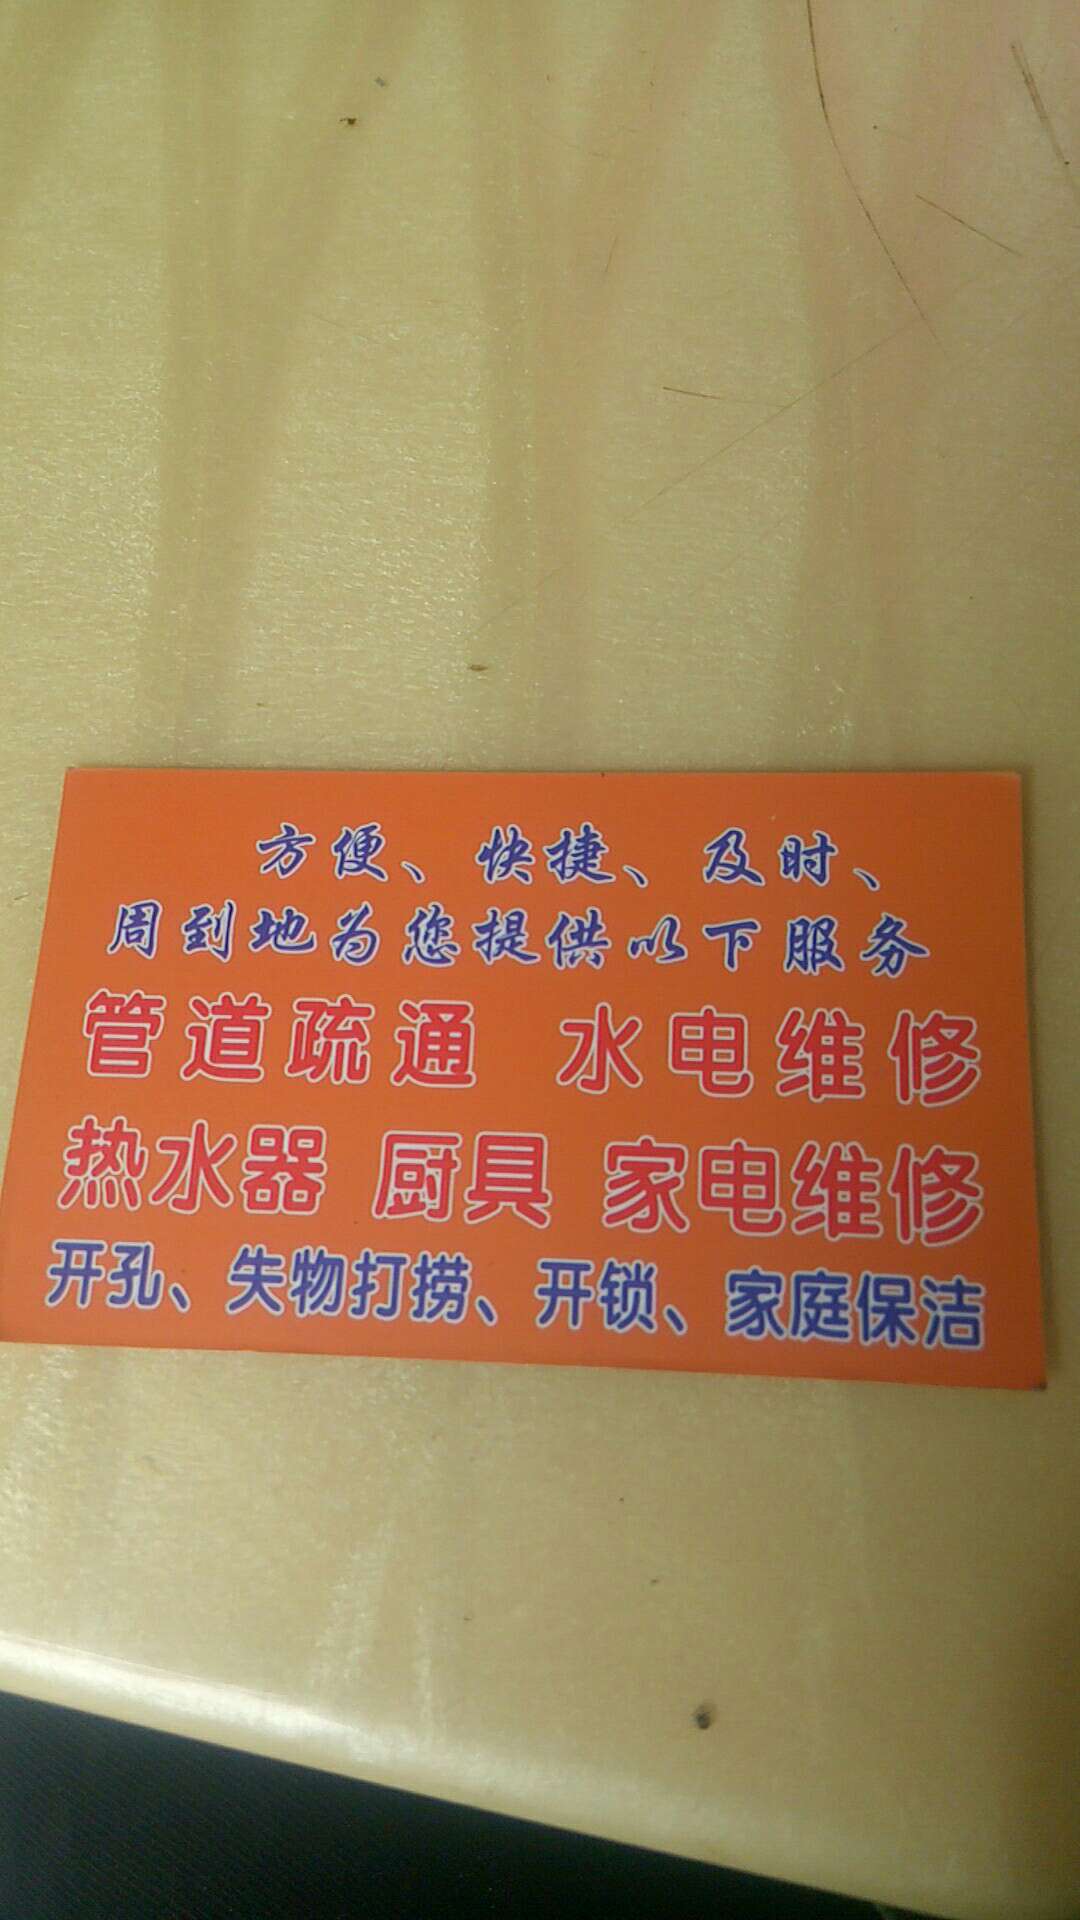 方便、快捷、及时、
周到地为您提供以下服务
管道疏通 水电维修
热水器 厨具 家电维修
开孔、失物打捞、开锁、家庭保洁